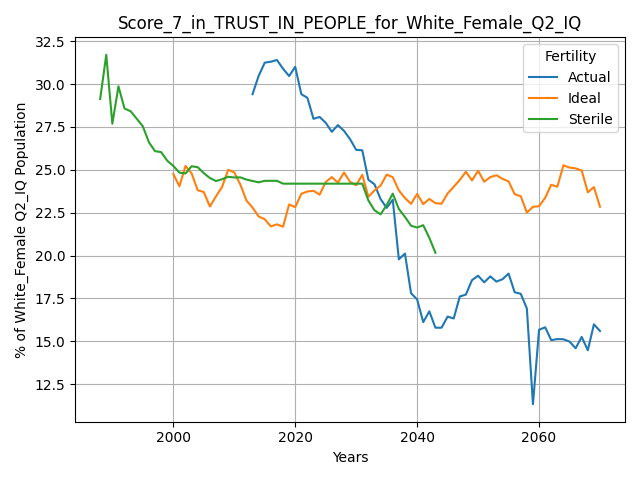 Score_7_in_TRUST_IN_PEOPLE_for_White_Female_Q2_IQ
% of White_Female Q2_IQ Population
32.5
30.0
27.5
25.0
22.5
20.0
17.5
15.0
12.5
Fertility
Actual
Ideal
Sterile
2000
2020
2040
2060
Years